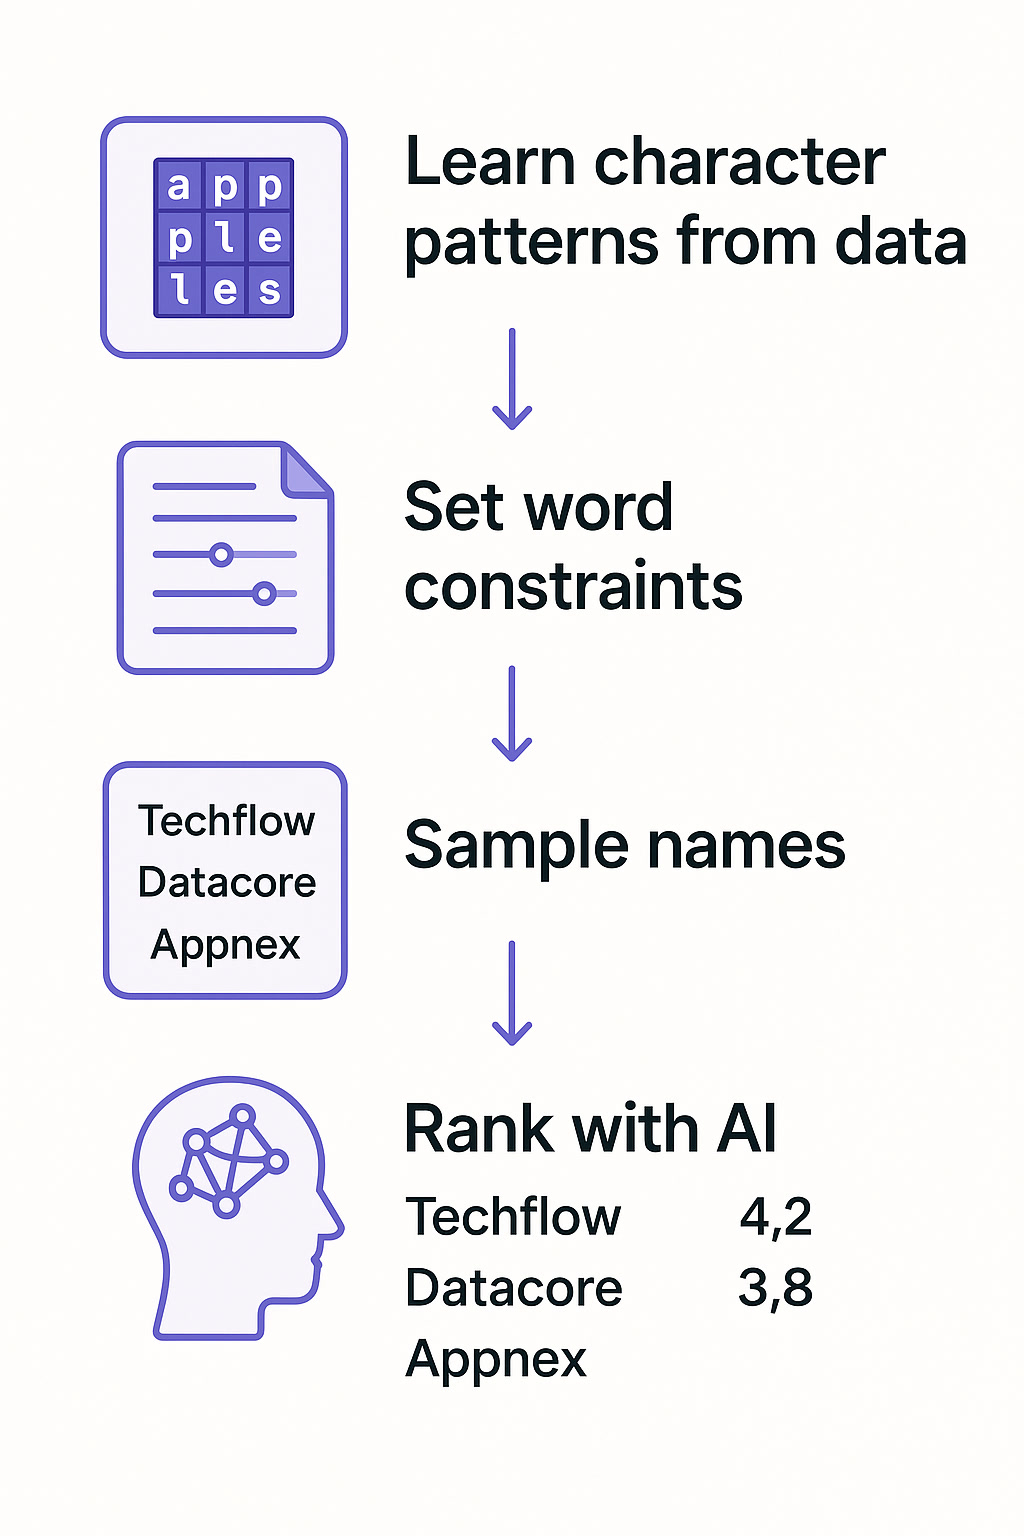 a p p
p l e
l e s
Learn character
patterns from data
Set word
constraints
Techflow
Datacore
Appnex
Sample names
Rank with AI
Techflow 4,2
Datacore 3,8
Appnex